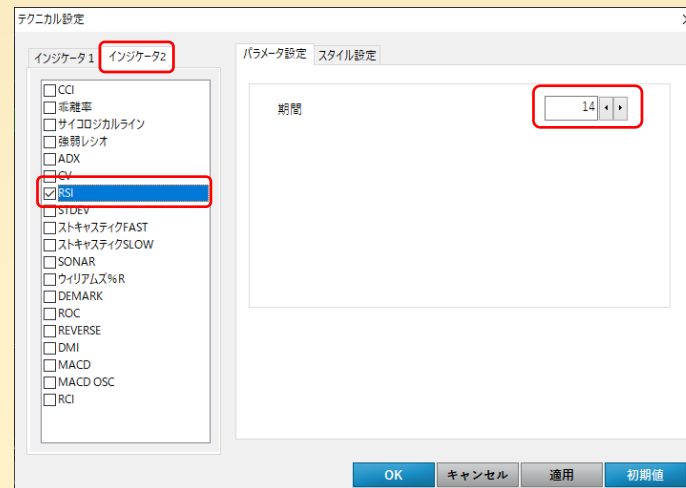 テクニカル設定
インジケータ1 インジケータ2
パラメータ設定 スタイル設定
CCI
乖離率
サイコロジカルライン
強弱レシオ
ADX
CV
RSI
STDEV
ストキャスティクFAST
ストキャスティクSLOW
SONAR
ウィリアムズ%R
DEMARK
ROC
REVERSE
DMI
MACD
MACD OSC
RCI
期間 14
OK キャンセル 適用 初期値